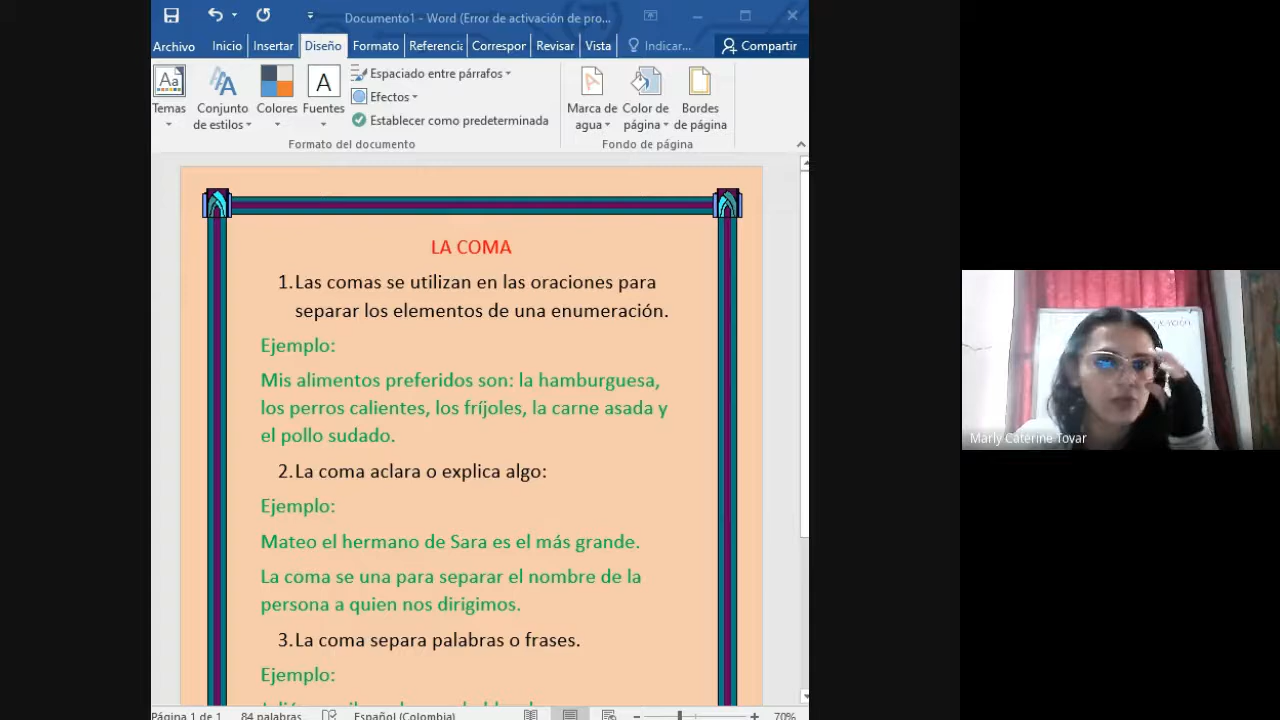 Documento1 - Word (Error de activación de pro...
Archivo Inicio Insertar Diseño Formato Referencia Correspor Revisar Vista Indicar... Compartir
Temas
Conjunto de estilos
Colores
Fuentes
Espaciado entre párrafos
Efectos
Establecer como predeterminada
Marca de agua
Color de página
Bordes de página
Formato del documento
Fondo de página
LA COMA
1. Las comas se utilizan en las oraciones para
separar los elementos de una enumeración.
Ejemplo:
Mis alimentos preferidos son: la hamburguesa,
los perros calientes, los fríjoles, la carne asada y
el pollo sudado.
2. La coma aclara o explica algo:
Ejemplo:
Mateo el hermano de Sara es el más grande.
La coma se una para separar el nombre de la
persona a quien nos dirigimos.
3. La coma separa palabras o frases.
Ejemplo:
Página 1 de 1 84 palabras Español (Colombia) 70%
Marly Caterine Tovar